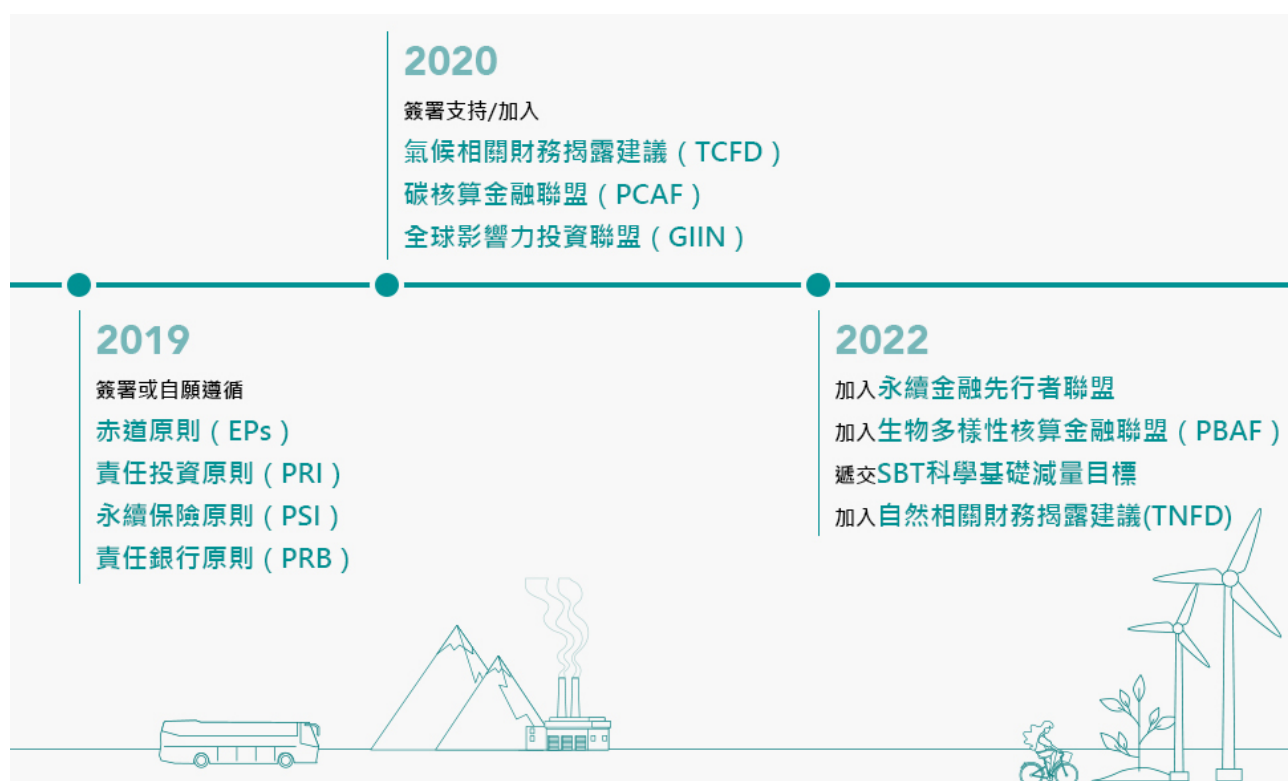 2020
簽署支持/加入
氣候相關財務揭露建議（TCFD）
碳核算金融聯盟（PCAF）
全球影響力投資聯盟（GIIN）
2019
簽署或自願遵循
赤道原則（EPs）
責任投資原則（PRI）
永續保險原則（PSI）
責任銀行原則（PRB）
2022
加入永續金融先行者聯盟
加入生物多樣性核算金融聯盟（PBAF）
遞交SBT科學基礎減量目標
加入自然相關財務揭露建議(TNFD)